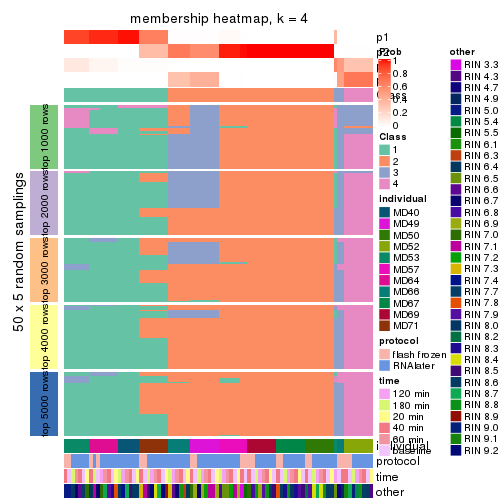 membership heatmap, k = 4
p1
p2
Prob
1
0.8
0.6
0.4
0.2
0
Class
1
2
3
4
individual
MD40
MD49
MD50
MD52
MD53
MD57
MD64
MD66
MD67
MD69
MD71
protocol
flash frozen
RNAlater
time
120 min
180 min
20 min
40 min
60 min
baseline
other
RIN 3.3
RIN 4.3
RIN 4.7
RIN 4.9
RIN 5.0
RIN 5.4
RIN 5.5
RIN 6.1
RIN 6.3
RIN 6.4
RIN 6.5
RIN 6.6
RIN 6.7
RIN 6.8
RIN 6.9
RIN 7.0
RIN 7.1
RIN 7.2
RIN 7.3
RIN 7.4
RIN 7.7
RIN 7.8
RIN 7.9
RIN 8.0
RIN 8.2
RIN 8.3
RIN 8.4
RIN 8.5
RIN 8.6
RIN 8.7
RIN 8.8
RIN 8.9
RIN 9.0
RIN 9.1
RIN 9.2
50 x 5 random samplings
top 1000 rows
top 2000 rows
top 3000 rows
top 4000 rows
top 5000 rows
individual
protocol
time
other